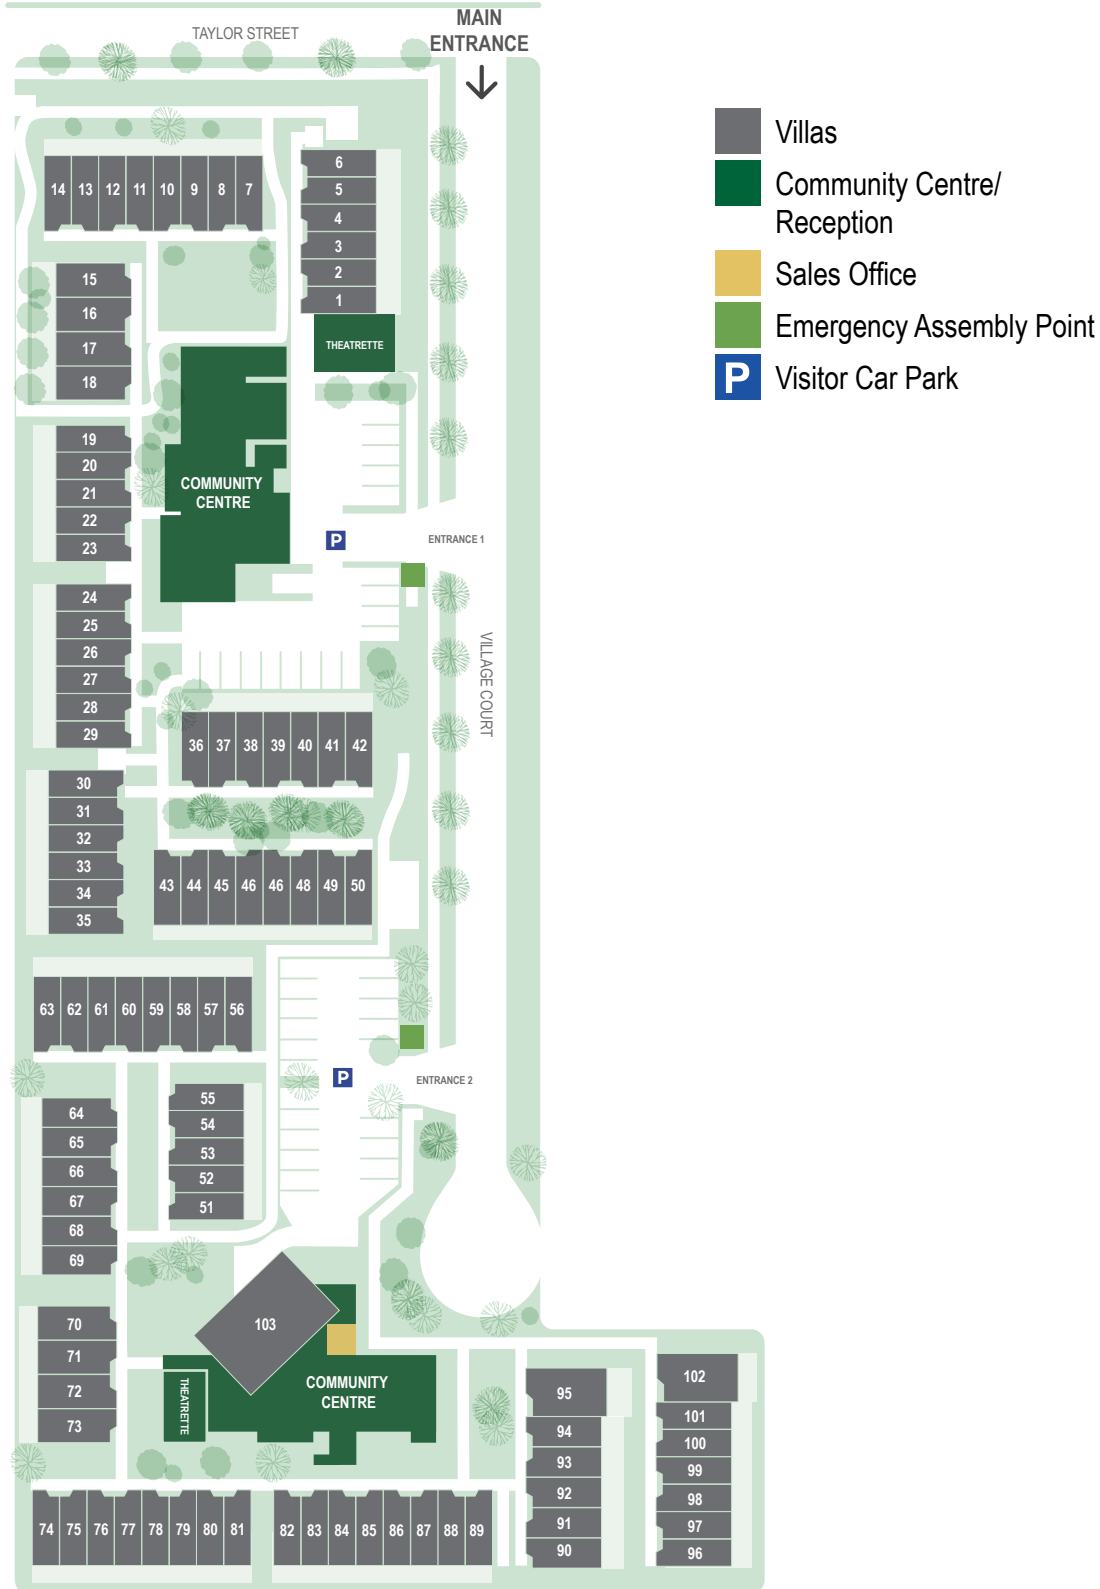 TAYLOR STREET
MAIN
ENTRANCE
Villas
Community Centre/
Reception
Sales Office
Emergency Assembly Point
P Visitor Car Park
14 13 12 11 10 9 8 7
6
5
4
3
2
1
THEATRETTE
15
16
17
18
19
20
21
22
23
COMMUNITY
CENTRE
P
ENTRANCE 1
24
25
26
27
28
29
VILLAGE COURT
36 37 38 39 40 41 42
30
31
32
33
34
35
43 44 45 46 46 48 49 50
63 62 61 60 59 58 57 56
P
ENTRANCE 2
55
54
53
52
51
64
65
66
67
68
69
103
70
71
72
73
THEATRETTE
COMMUNITY
CENTRE
95
94
93
92
91
90
102
101
100
99
98
97
96
74 75 76 77 78 79 80 81
82 83 84 85 86 87 88 89